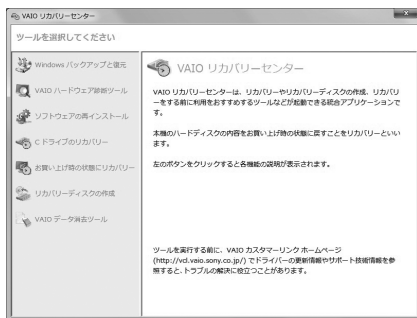 VAIO リカバリーセンター
ツールを選択してください
Windows バックアップと復元
VAIO ハードウェア診断ツール
ソフトウェアの再インストール
C ドライブのリカバリー
お買い上げ時の状態にリカバリー
リカバリーディスクの作成
VAIO データ消去ツール
VAIO リカバリーセンター
VAIO リカバリーセンターは、リカバリーやリカバリーディスクの作成、リカバリ
ーをする前に利用をおすすめするツールなどが起動できる統合アプリケーションで
す。
本機のハードディスクの内容をお買い上げ時の状態に戻すことをリカバリーといい
ます。
左のボタンをクリックすると各機能の説明が表示されます。
ツールを実行する前に、VAIO カスタマーリンク ホームページ
(http://vcl.vaio.sony.co.jp/) でドライバーの更新情報やサポート技術情報を参
照すると、トラブルの解決に役立つことがあります。